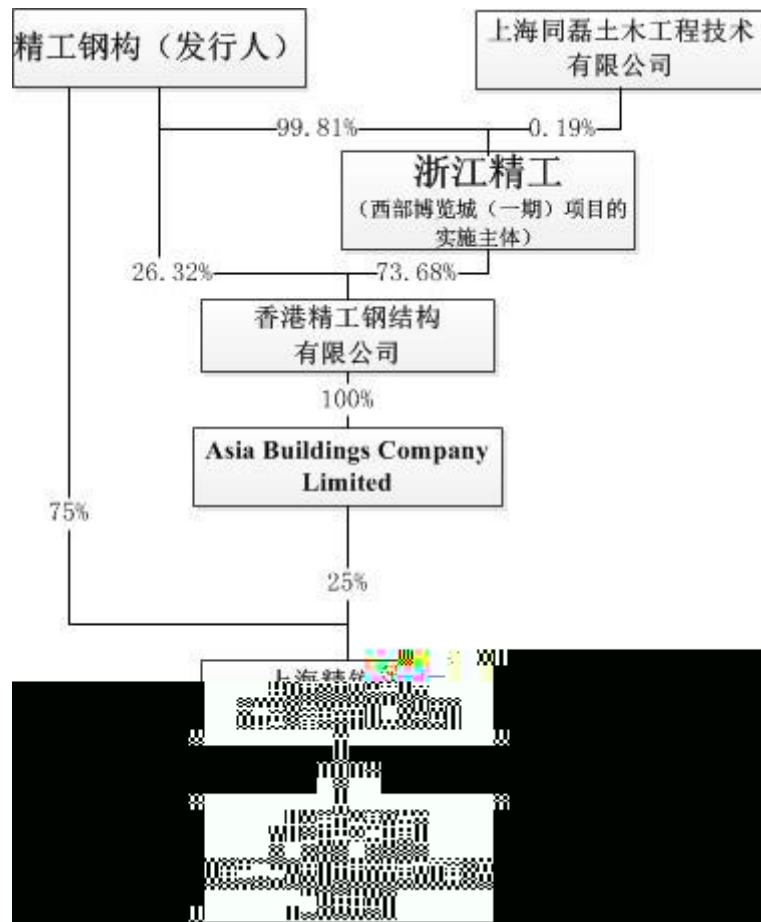 精工钢构（发行人）
上海同磊土木工程技术
有限公司
99.81%
0.19%
浙江精工
（西部博览城（一期）项目的
实施主体）
26.32%
73.68%
香港精工钢结构
有限公司
100%
Asia Buildings Company
Limited
75%
25%
上海精